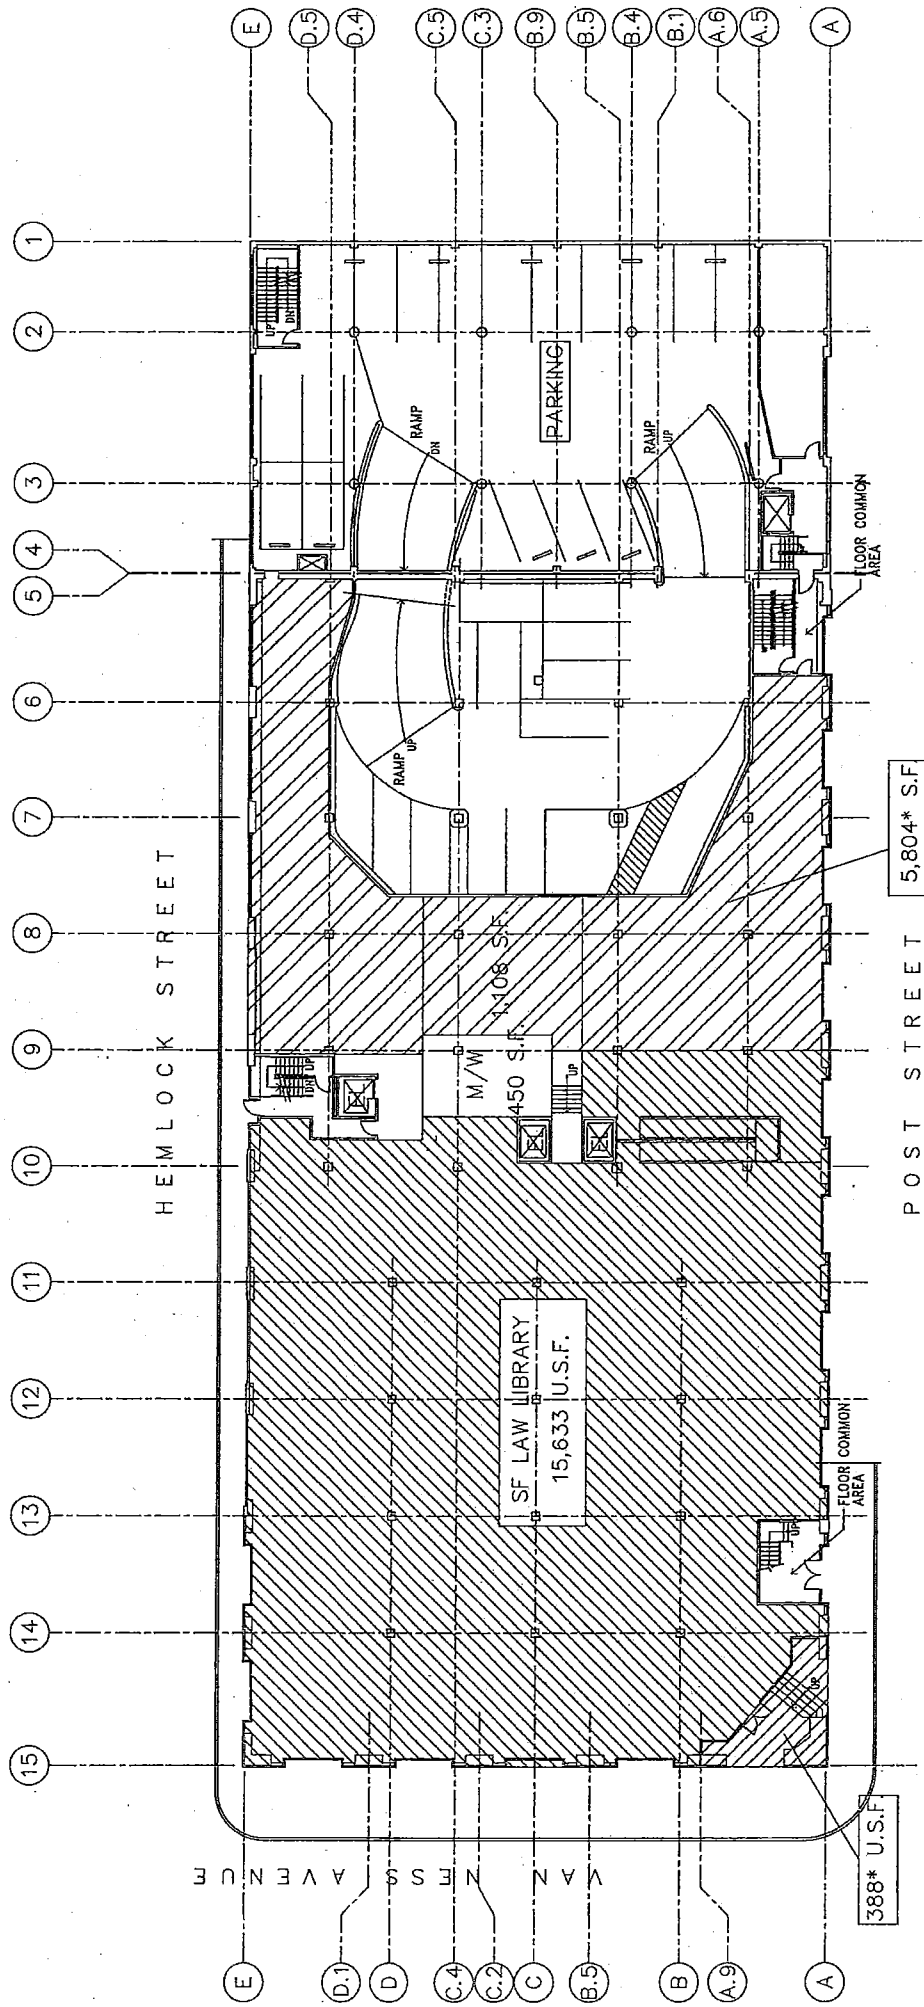 E
D.5
D.4
C.5
C.3
B.9
B.5
B.4
B.1
A.6
A.5
A
1
2
3
4
5
6
7
8
9
10
11
12
13
14
15
UP
DN
RAMP
DN
PARKING
RAMP
UP
FLOOR COMMON
AREA
RAMP
UP
HEMLOCK STREET
5,804* S.F.
1,108 S.F.
M/W
450 S.F.
UP
DN
UP
POST STREET
SF LAW LIBRARY
15,633 U.S.F.
FLOOR COMMON
AREA
UP
UP
388* U.S.F.
VAN NESS AVENUE
E
D.1
D
C.4
C.2
C
B.5
B
A.9
A